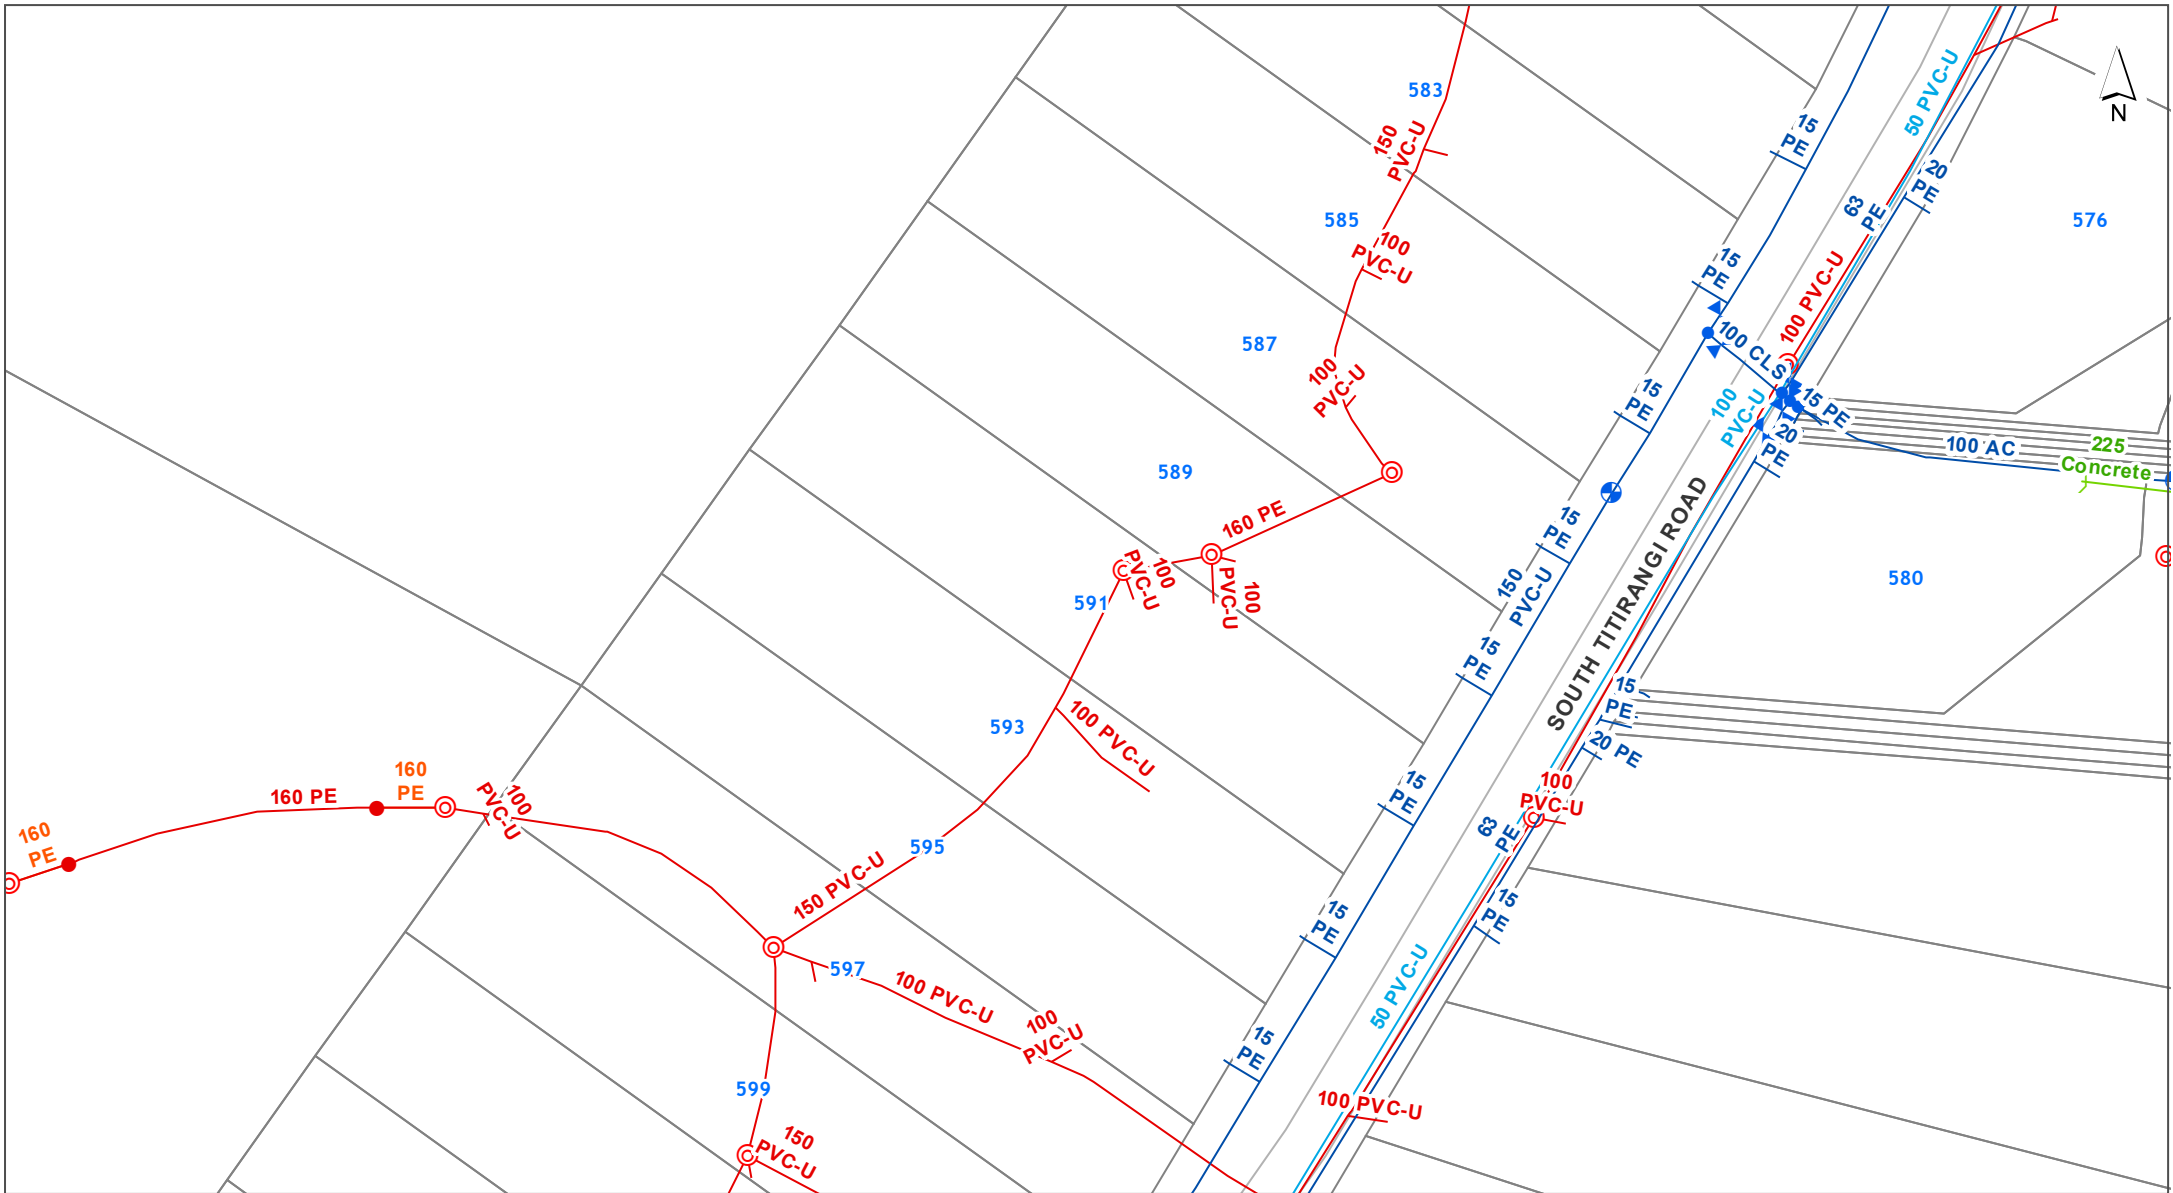 583
150
PVC-U
585
100
PVC-U
587
100
PVC-U
589
160 PE
100
PVC-U
100
PVC-U
591
593
100 PVC-U
595
150 PVC-U
160
PE
160 PE
160
PE
100
PVC-U
597
100 PVC-U
100
PVC-U
599
150
PVC-U
15
PE
15
PE
15
PE
15
PE
150
PVC-U
15
PE
15
PE
15
PE
15
PE
50 PVC-U
20
PE
63
PE
100 PVC-U
100 CLS
100
PVC-U
15 PE
20
PE
100 AC
225
Concrete
576
580
N
SOUTH TITIRANGI ROAD
15
PE
20 PE
100
PVC-U
63
PE
15
PE
50 PVC-U
100 PVC-U